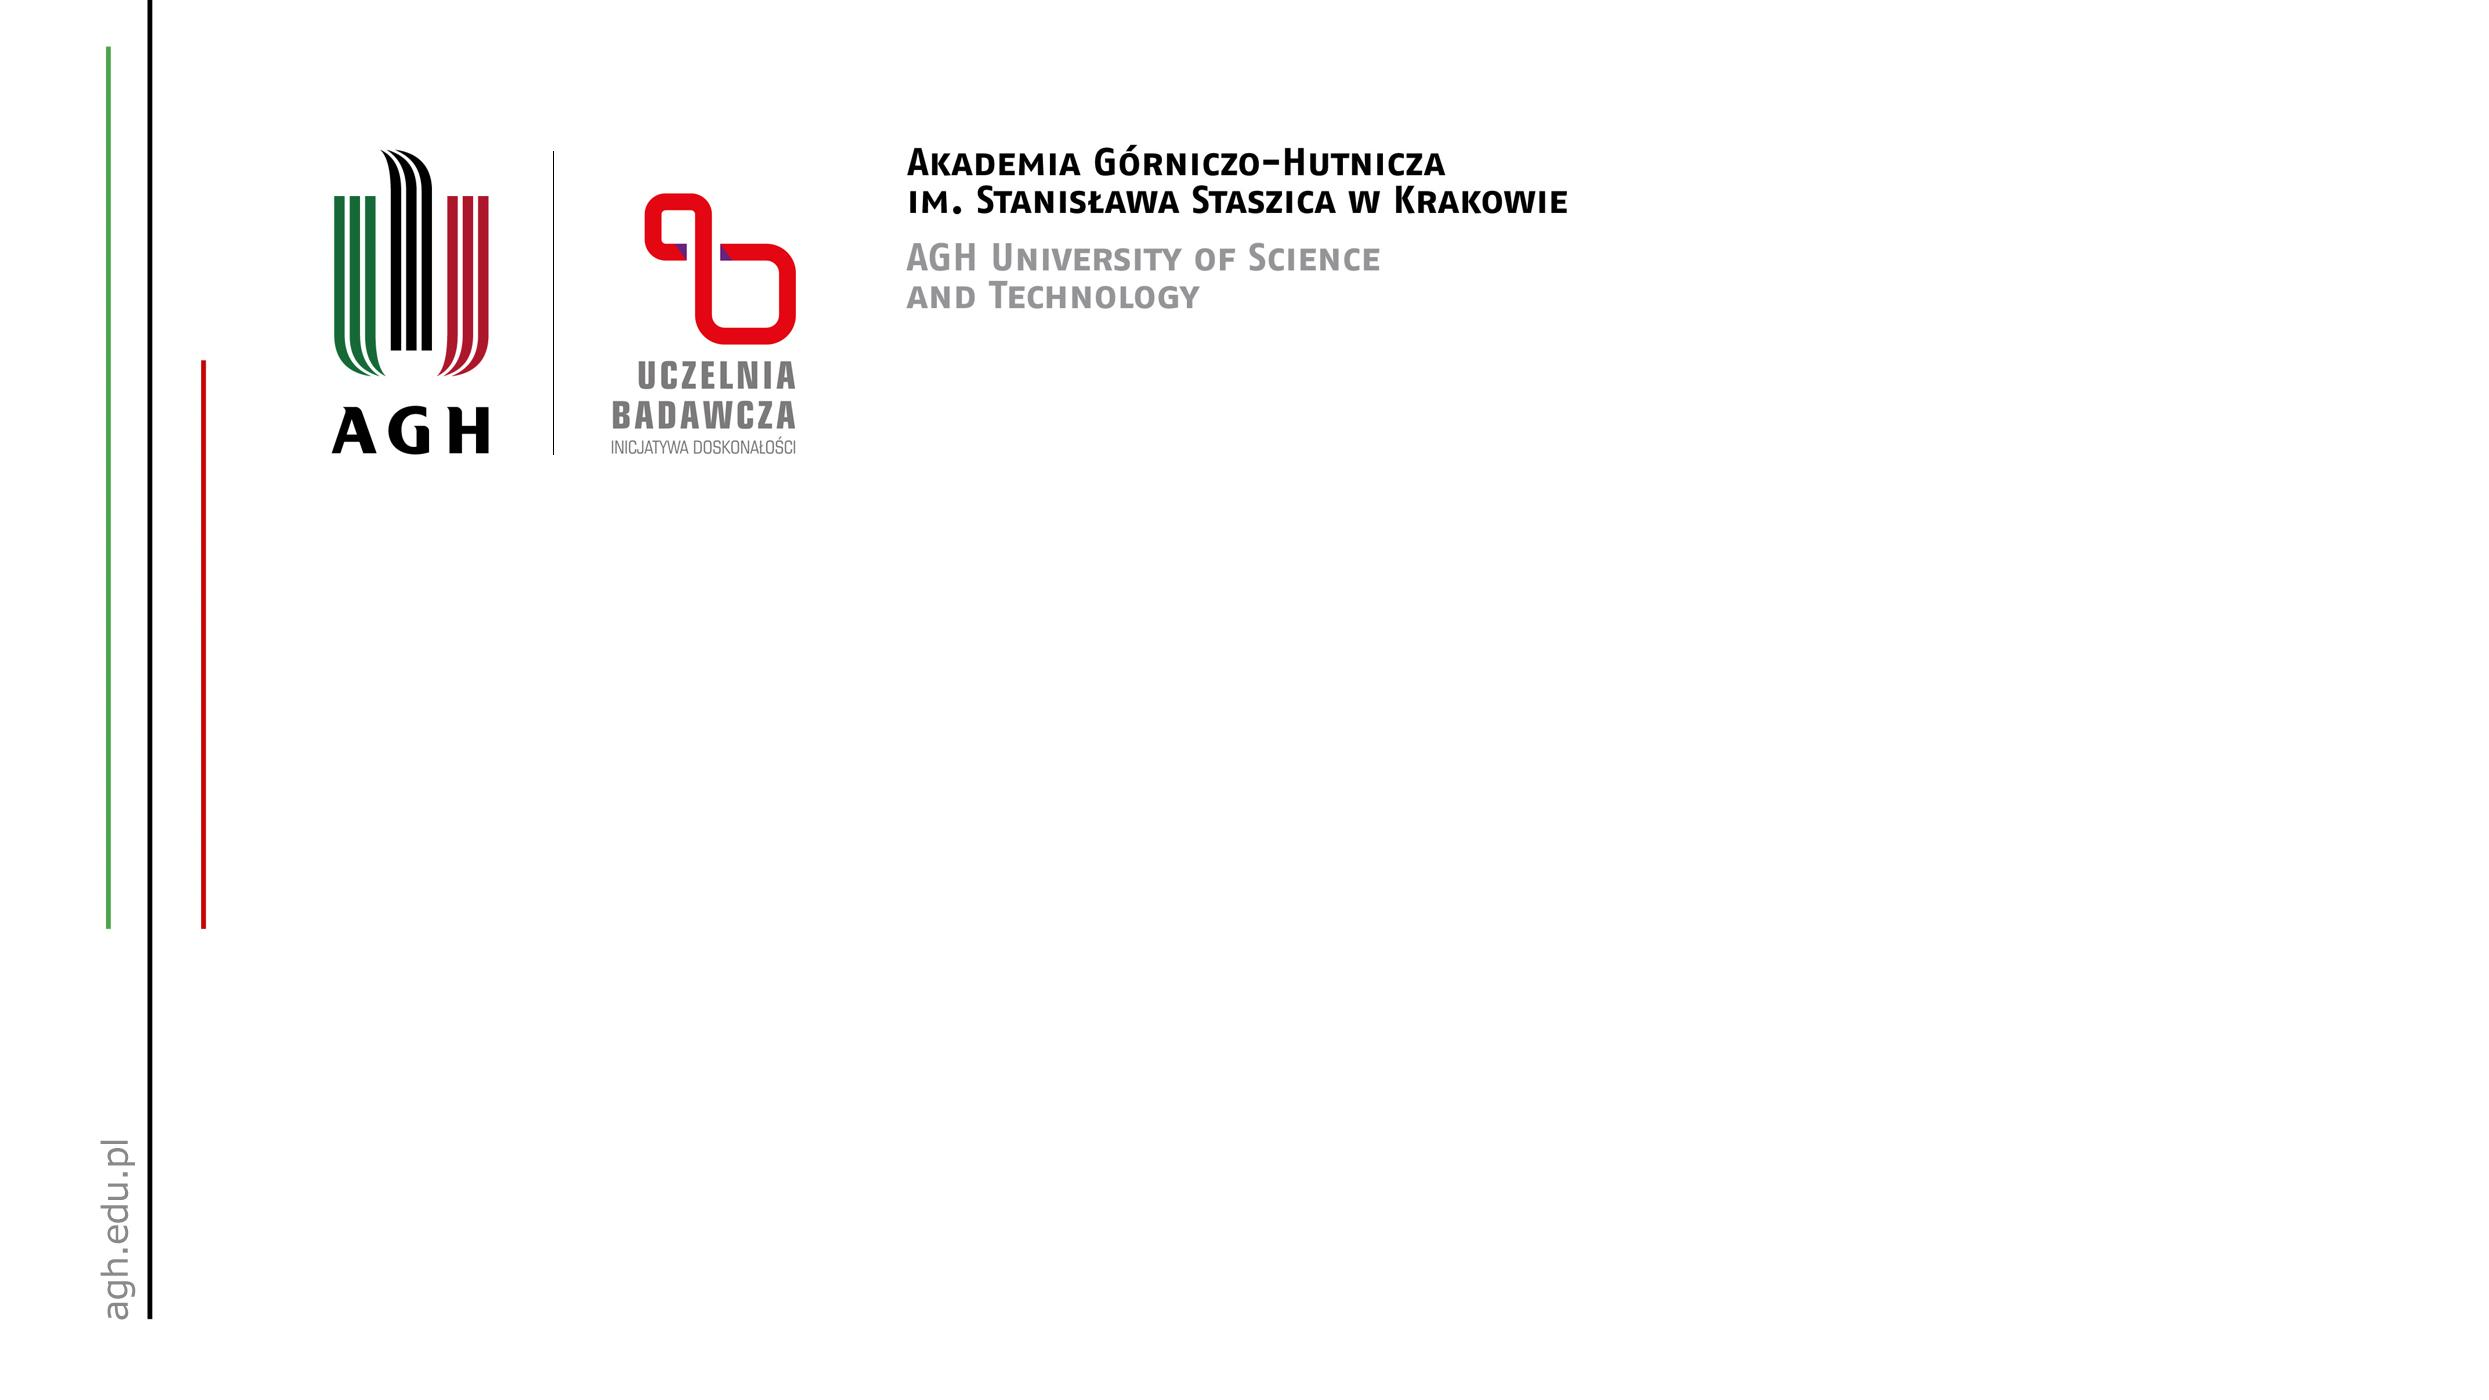 Akademia Górniczo-Hutnicza
im. Stanisława Staszica w Krakowie
AGH University of Science
and Technology
AGH
UCZELNIA
BADAWCZA
INICJATYWA DOSKONAŁOŚCI
agh.edu.pl